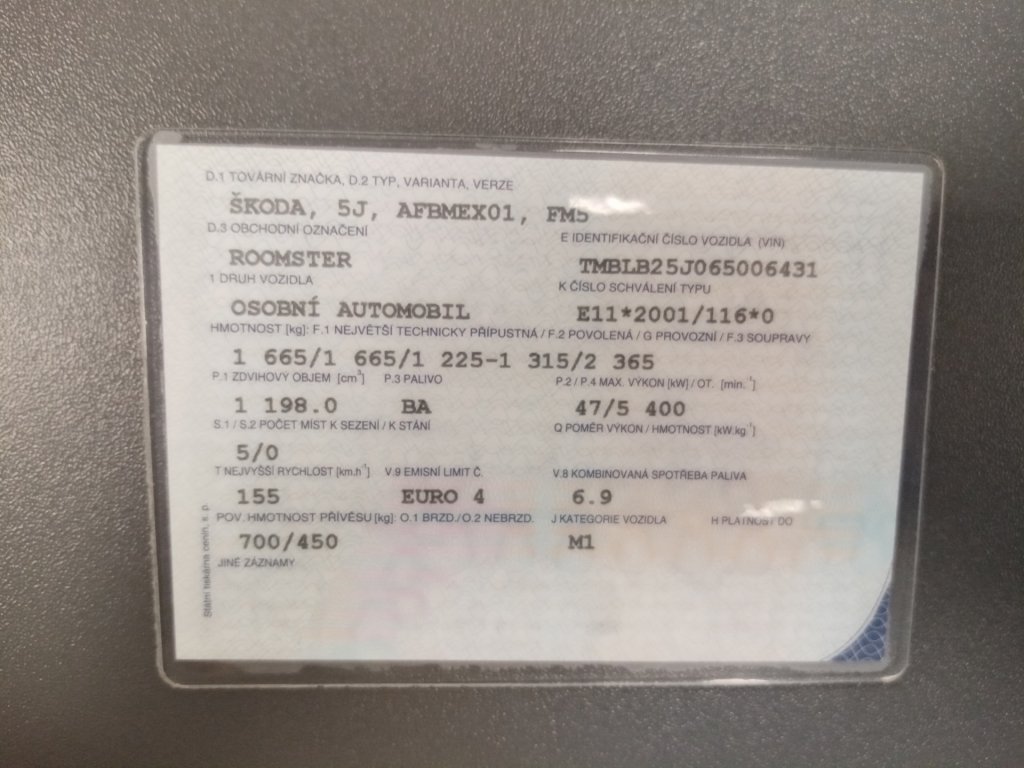 D.1 TOVÁRNÍ ZNAČKA, D.2 TYP, VARIANTA, VERZE
ŠKODA, 5J, AFBMEX01, FM5
D.3 OBCHODNÍ OZNAČENÍ E IDENTIFIKAČNÍ ČÍSLO VOZIDLA (VIN)
ROOMSTER TMBLB25J065006431
1 DRUH VOZIDLA K ČÍSLO SCHVÁLENÍ TYPU
OSOBNÍ AUTOMOBIL E11*2001/116*0
HMOTNOST [kg]: F.1 NEJVĚTŠÍ TECHNICKY PŘÍPUSTNÁ / F.2 POVOLENÁ / G PROVOZNÍ / F.3 SOUPRAVY
1 665/1 665/1 225-1 315/2 365
P.1 ZDVIHOVÝ OBJEM [cm³] P.3 PALIVO P.2 / P.4 MAX. VÝKON [kW] / OT. [min.⁻¹]
1 198.0 BA 47/5 400
S.1 / S.2 POČET MÍST K SEZENÍ / K STÁNÍ Q POMĚR VÝKON / HMOTNOST [kW.kg⁻¹]
5/0
T NEJVYŠŠÍ RYCHLOST [km.h⁻¹] V.9 EMISNÍ LIMIT Č. V.8 KOMBINOVANÁ SPOTŘEBA PALIVA
155 EURO 4 6.9
POV. HMOTNOST PŘÍVĚSU [kg]: O.1 BRZD./O.2 NEBRZD. J KATEGORIE VOZIDLA H PLATNOST DO
700/450 M1
JINÉ ZÁZNAMY
Státní tiskárna cenin, s. p.